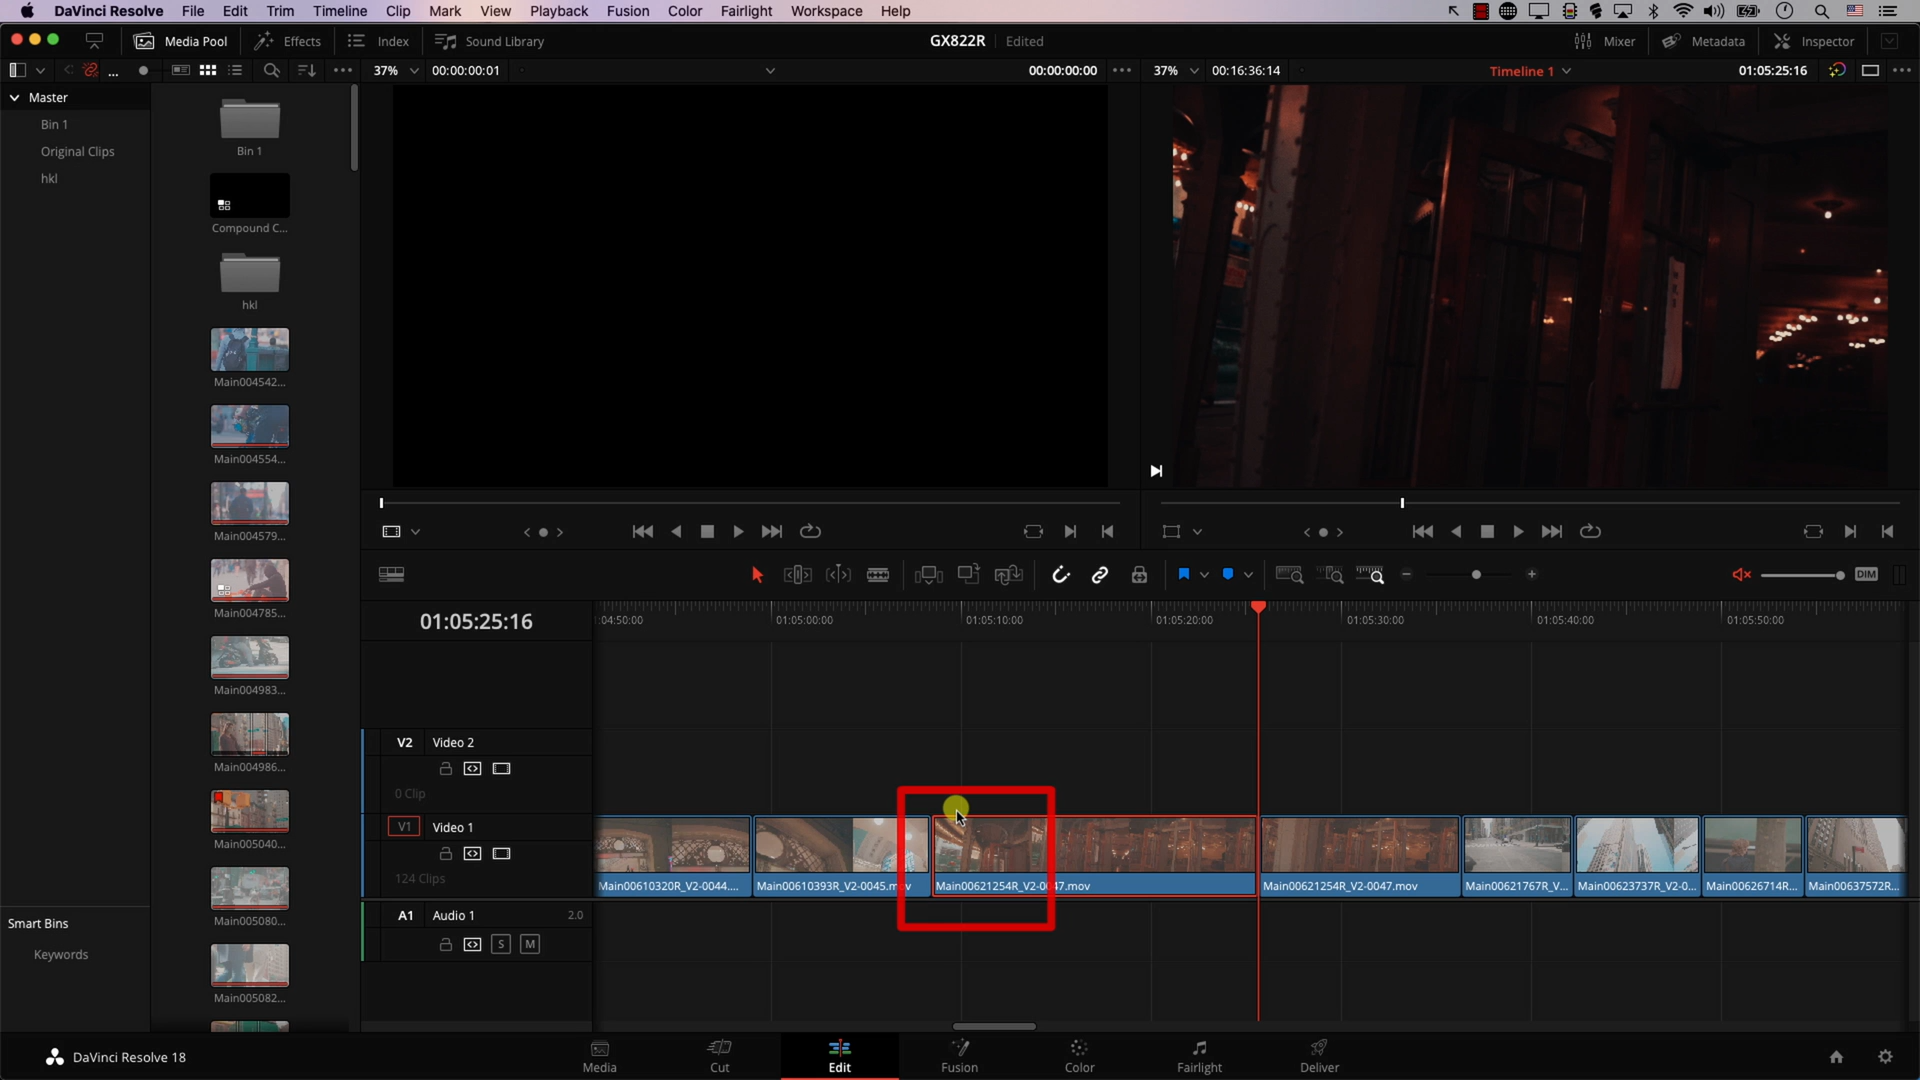 DaVinci Resolve File Edit Trim Timeline Clip Mark View Playback Fusion Color Fairlight Workspace Help
Media Pool Effects Index Sound Library GX822R Edited Mixer Metadata Inspector
... 37% 00:00:00:01 00:00:00:00 37% 00:16:36:14 Timeline 1 01:05:25:16
Master
Bin 1
Original Clips
hkl
Bin 1
Compound C...
hkl
Main004542...
Main004554...
Main004579...
Main004785...
Main004983...
Main004986...
Main005040...
Main005080...
Main005082...
Smart Bins
Keywords
DIM
01:05:25:16
:04:50:00 01:05:00:00 01:05:10:00 01:05:20:00 01:05:30:00 01:05:40:00 01:05:50:00
V2 Video 2
0 Clip
V1 Video 1
124 Clips
Main00610320R_V2-0044.... Main00610393R_V2-0045.mov Main00621254R_V2-0047.mov Main00621254R_V2-0047.mov Main00621767R_V... Main00623737R_V2-0... Main00626714R... Main00637572R...
A1 Audio 1 2.0
S M
DaVinci Resolve 18
Media Cut Edit Fusion Color Fairlight Deliver